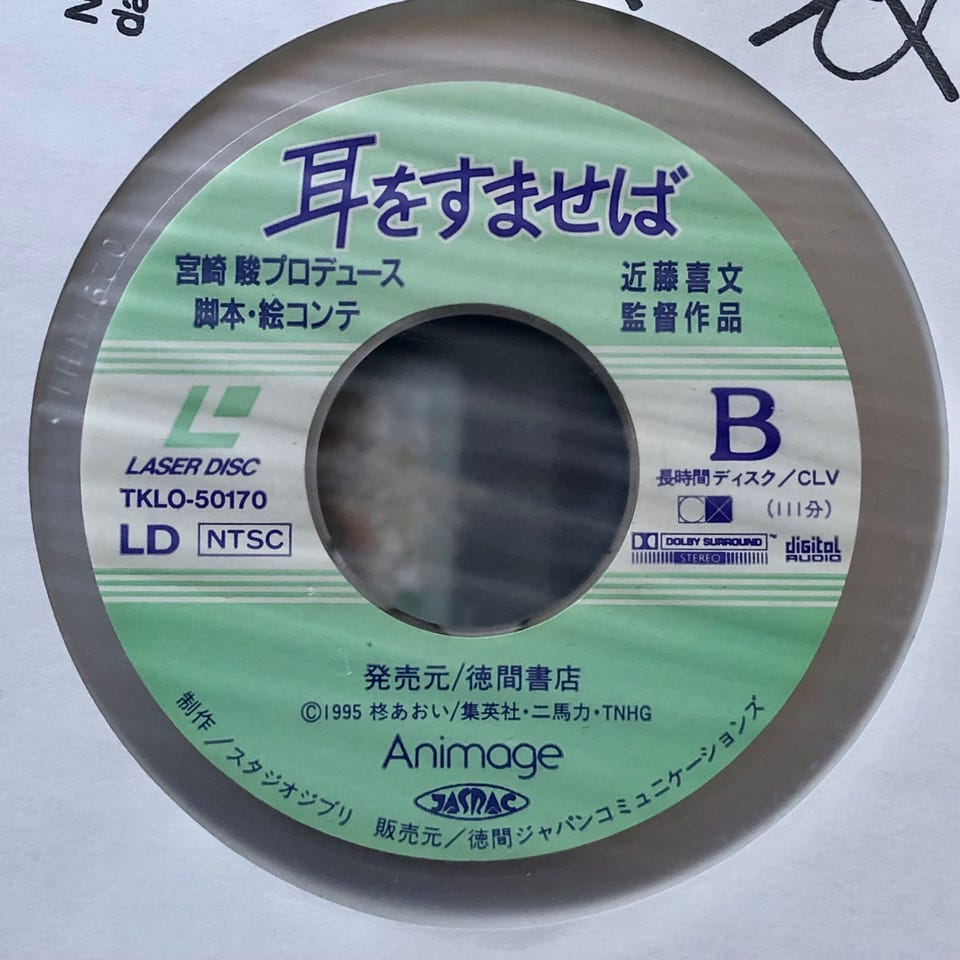 耳をすませば
宮崎 駿プロデュース
脚本・絵コンテ
近藤喜文
監督作品
LASER DISC
TKLO-50170
LD NTSC
B
長時間ディスク/CLV
(111分)
DOLBY SURROUND™
STEREO
digital
AUDIO
発売元/徳間書店
©1995 柊あおい/集英社・二馬力・TNHG
Animage
JASRAC
制作/スタジオジブリ
販売元/徳間ジャパンコミュニケーションズ